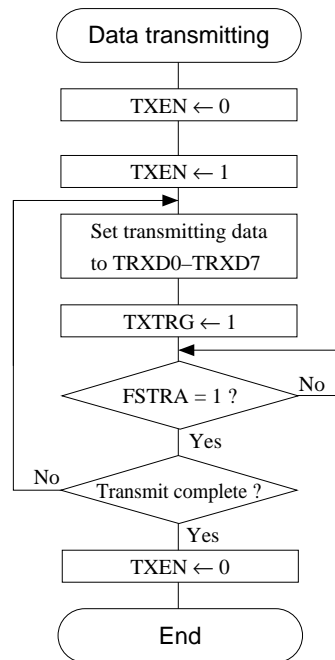 Data transmitting
TXEN ← 0
TXEN ← 1
Set transmitting data
to TRXD0–TRXD7
TXTRG ← 1
FSTRA = 1 ?
No
Yes
No
Transmit complete ?
Yes
TXEN ← 0
End